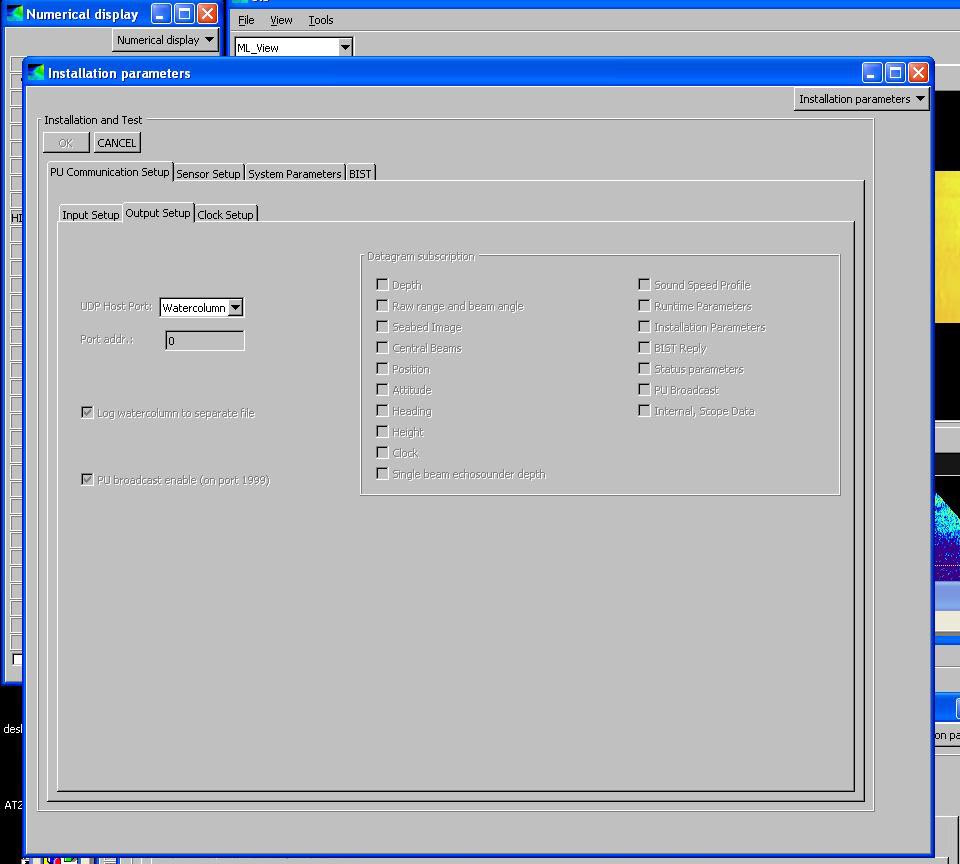 Numerical display
File View Tools
Numerical display
ML_View
Installation parameters
Installation parameters
Installation and Test
OK CANCEL
PU Communication Setup Sensor Setup System Parameters BIST
Input Setup Output Setup Clock Setup
HI
Datagram subscription
UDP Host Port: Watercolumn
Port addr.: 0
Log watercolumn to separate file
PU broadcast enable (on port 1999)
Depth
Raw range and beam angle
Seabed Image
Central Beams
Position
Attitude
Heading
Height
Clock
Single beam echosounder depth
Sound Speed Profile
Runtime Parameters
Installation Parameters
BIST Reply
Status parameters
PU Broadcast
Internal, Scope Data
desk
on pa
AT2